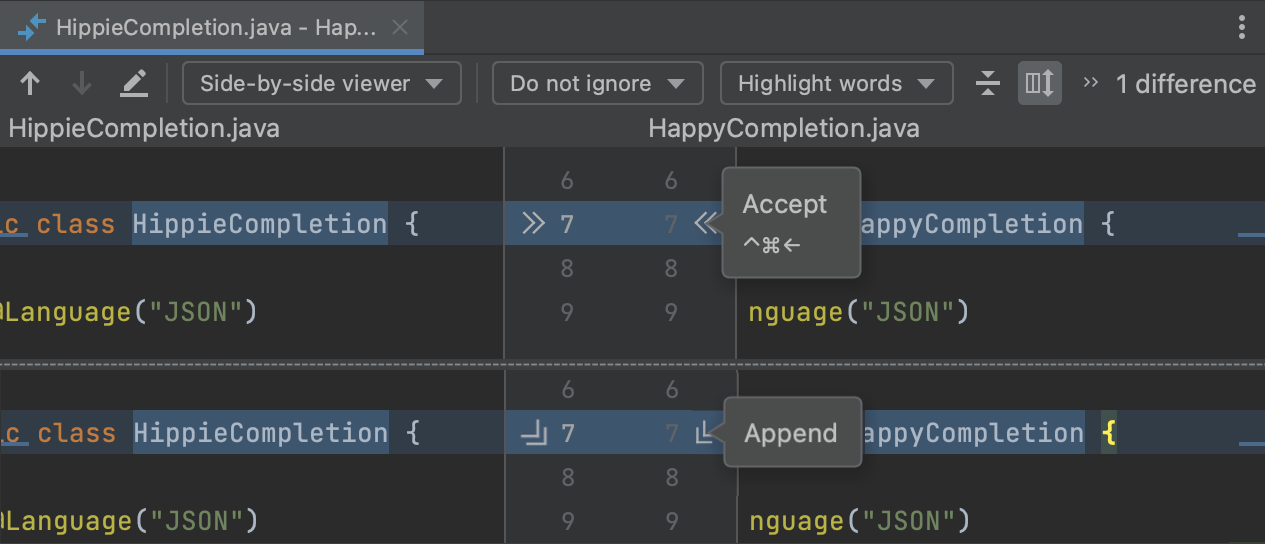 HippieCompletion.java - Hap...
Side-by-side viewer Do not ignore Highlight words 1 difference
HippieCompletion.java HappyCompletion.java
6 6
ic class HippieCompletion { 7 7 appyCompletion {
Accept
^⌘←
8 8
@Language("JSON") 9 9 nguage("JSON")
6 6
ic class HippieCompletion { 7 7 appyCompletion {
Append
8 8
@Language("JSON") 9 9 nguage("JSON")